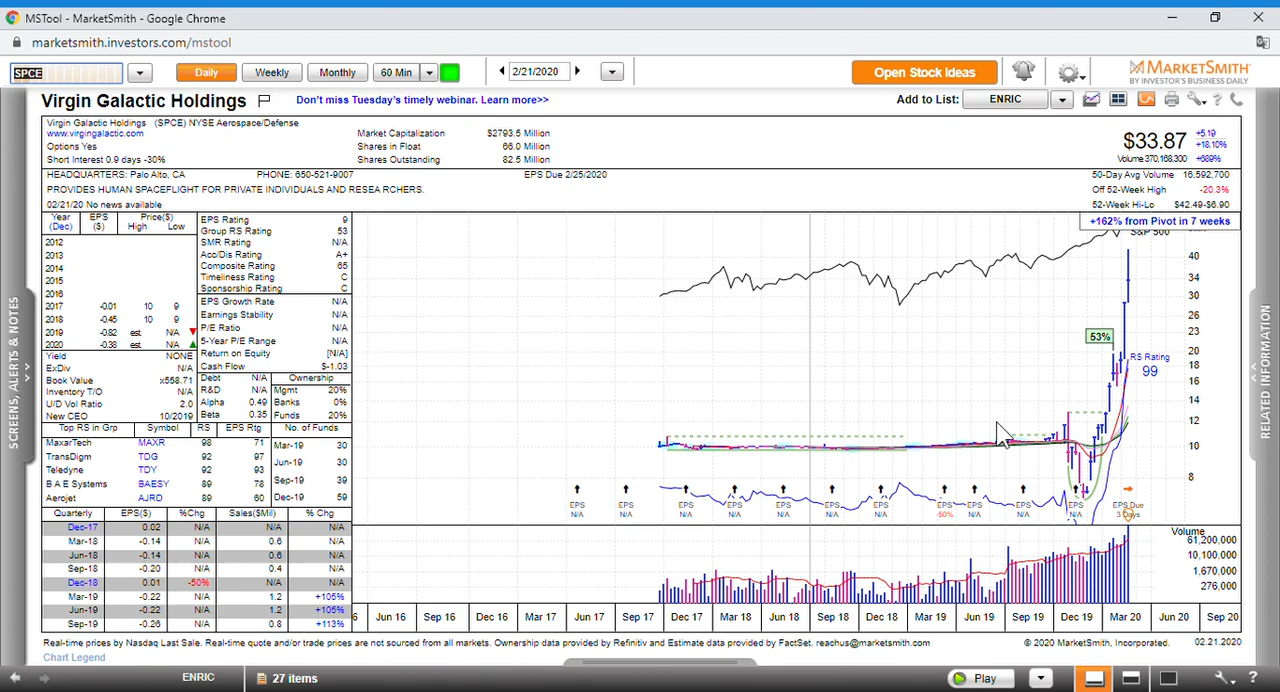 MSTool - MarketSmith - Google Chrome
marketsmith.investors.com/mstool
SPCE Daily Weekly Monthly 60 Min 2/21/2020 Open Stock Ideas MARKETSMITH
BY INVESTOR'S BUSINESS DAILY
Virgin Galactic Holdings Don't miss Tuesday's timely webinar. Learn more>> Add to List: ENRIC
Virgin Galactic Holdings (SPCE) NYSE Aerospace/Defense
www.virgingalactic.com Market Capitalization $2793.5 Million $33.87 +5.19
Options Yes Shares in Float 66.0 Million +18.10%
Short Interest 0.9 days -30% Shares Outstanding 82.5 Million Volume 370,168,300 +689%
HEADQUARTERS: Palo Alto, CA PHONE: 650-521-9007 EPS Due 2/25/2020 50-Day Avg Volume 16,592,700
PROVIDES HUMAN SPACEFLIGHT FOR PRIVATE INDIVIDUALS AND RESEA RCHERS. Off 52-Week High -20.3%
02/21/20 No news available 52-Week Hi-Lo $42.49-$6.90
Year EPS Price($)
(Dec) ($) High Low
2012
2013
2014
2015
2016
2017 -0.01 10 9
2018 -0.45 10 9
2019 -0.82 est N/A
2020 -0.38 est N/A
Yield NONE
ExDiv N/A
Book Value x558.71
Inventory T/O N/A
U/D Vol Ratio 2.0
New CEO 10/2019
EPS Rating 9
Group RS Rating 53
SMR Rating N/A
Acc/Dis Rating A+
Composite Rating 65
Timeliness Rating C
Sponsorship Rating C
EPS Growth Rate N/A
Earnings Stability N/A
P/E Ratio N/A
5-Year P/E Range N/A
Return on Equity [N/A]
Cash Flow $-1.03
Debt N/A Ownership
R&D N/A Mgmt 20%
Alpha 0.49 Banks 0%
Beta 0.35 Funds 20%
Top RS in Grp Symbol RS EPS Rtg No. of Funds
MaxarTech MAXR 98 71 Mar-19 30
TransDigm TDG 92 97 Jun-19 30
Teledyne TDY 92 93 Sep-19 39
B A E Systems BAESY 89 78 Dec-19 59
Aerojet AJRD 89 60
Quarterly EPS($) %Chg Sales($Mil) % Chg
Dec-17 0.02 N/A N/A N/A
Mar-18 -0.14 N/A 0.6 N/A
Jun-18 -0.14 N/A 0.6 N/A
Sep-18 -0.20 N/A 0.4 N/A
Dec-18 0.01 -50% N/A N/A
Mar-19 -0.22 N/A 1.2 +105%
Jun-19 -0.22 N/A 1.2 +105%
Sep-19 -0.26 N/A 0.8 +113%
+162% from Pivot in 7 weeks
S&P 500
40
34
30
26
23
20
18
16
14
12
10
8
53%
RS Rating
99
EPS EPS EPS EPS EPS EPS EPS EPS EPS EPS EPS EPS Due
N/A N/A N/A N/A N/A N/A N/A -50% N/A N/A N/A 3 Days
Volume
61,200,000
10,100,000
1,670,000
276,000
6 Jun 16 Sep 16 Dec 16 Mar 17 Jun 17 Sep 17 Dec 17 Mar 18 Jun 18 Sep 18 Dec 18 Mar 19 Jun 19 Sep 19 Dec 19 Mar 20 Jun 20 Sep 20
Real-time prices by Nasdaq Last Sale. Real-time quote and/or trade prices are not sourced from all markets. Ownership data provided by Refinitiv and Estimate data provided by FactSet. reachus@marketsmith.com © 2020 MarketSmith, Incorporated. 02.21.2020
Chart Legend
SCREENS, ALERTS & NOTES
RELATED INFORMATION
ENRIC 27 items Play